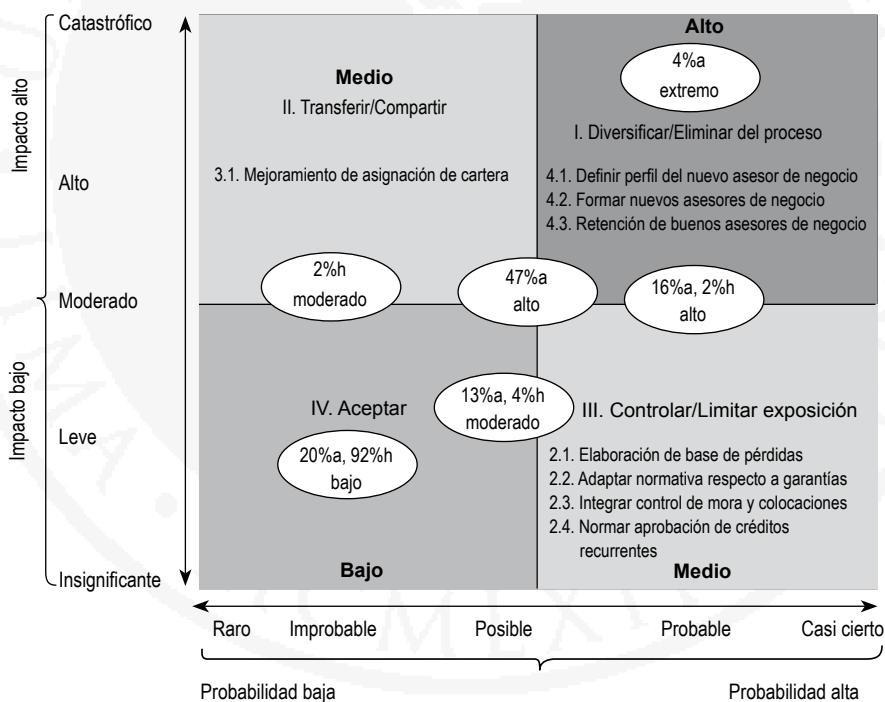 Impacto alto
Impacto bajo
Catastrófico
Alto
Moderado
Leve
Insignificante
Medio
II. Transferir/Compartir
3.1. Mejoramiento de asignación de cartera
Alto
4%a
extremo
I. Diversificar/Eliminar del proceso
4.1. Definir perfil del nuevo asesor de negocio
4.2. Formar nuevos asesores de negocio
4.3. Retención de buenos asesores de negocio
2%h
moderado
47%a
alto
16%a, 2%h
alto
IV. Aceptar
13%a, 4%h
moderado
20%a, 92%h
bajo
Bajo
III. Controlar/Limitar exposición
2.1. Elaboración de base de pérdidas
2.2. Adaptar normativa respecto a garantías
2.3. Integrar control de mora y colocaciones
2.4. Normar aprobación de créditos
recurrentes
Medio
Raro
Improbable
Posible
Probable
Casi cierto
Probabilidad baja
Probabilidad alta